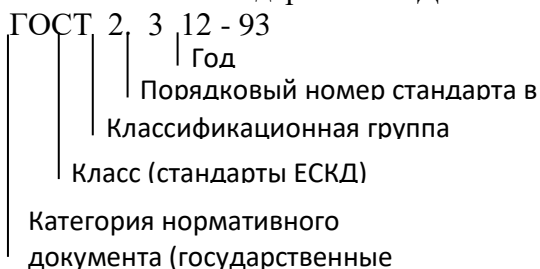 ГОСТ 2. 3 12 - 93
Год
Порядковый номер стандарта в
Классификационная группа
Класс (стандарты ЕСКД)
Категория нормативного
документа (государственные